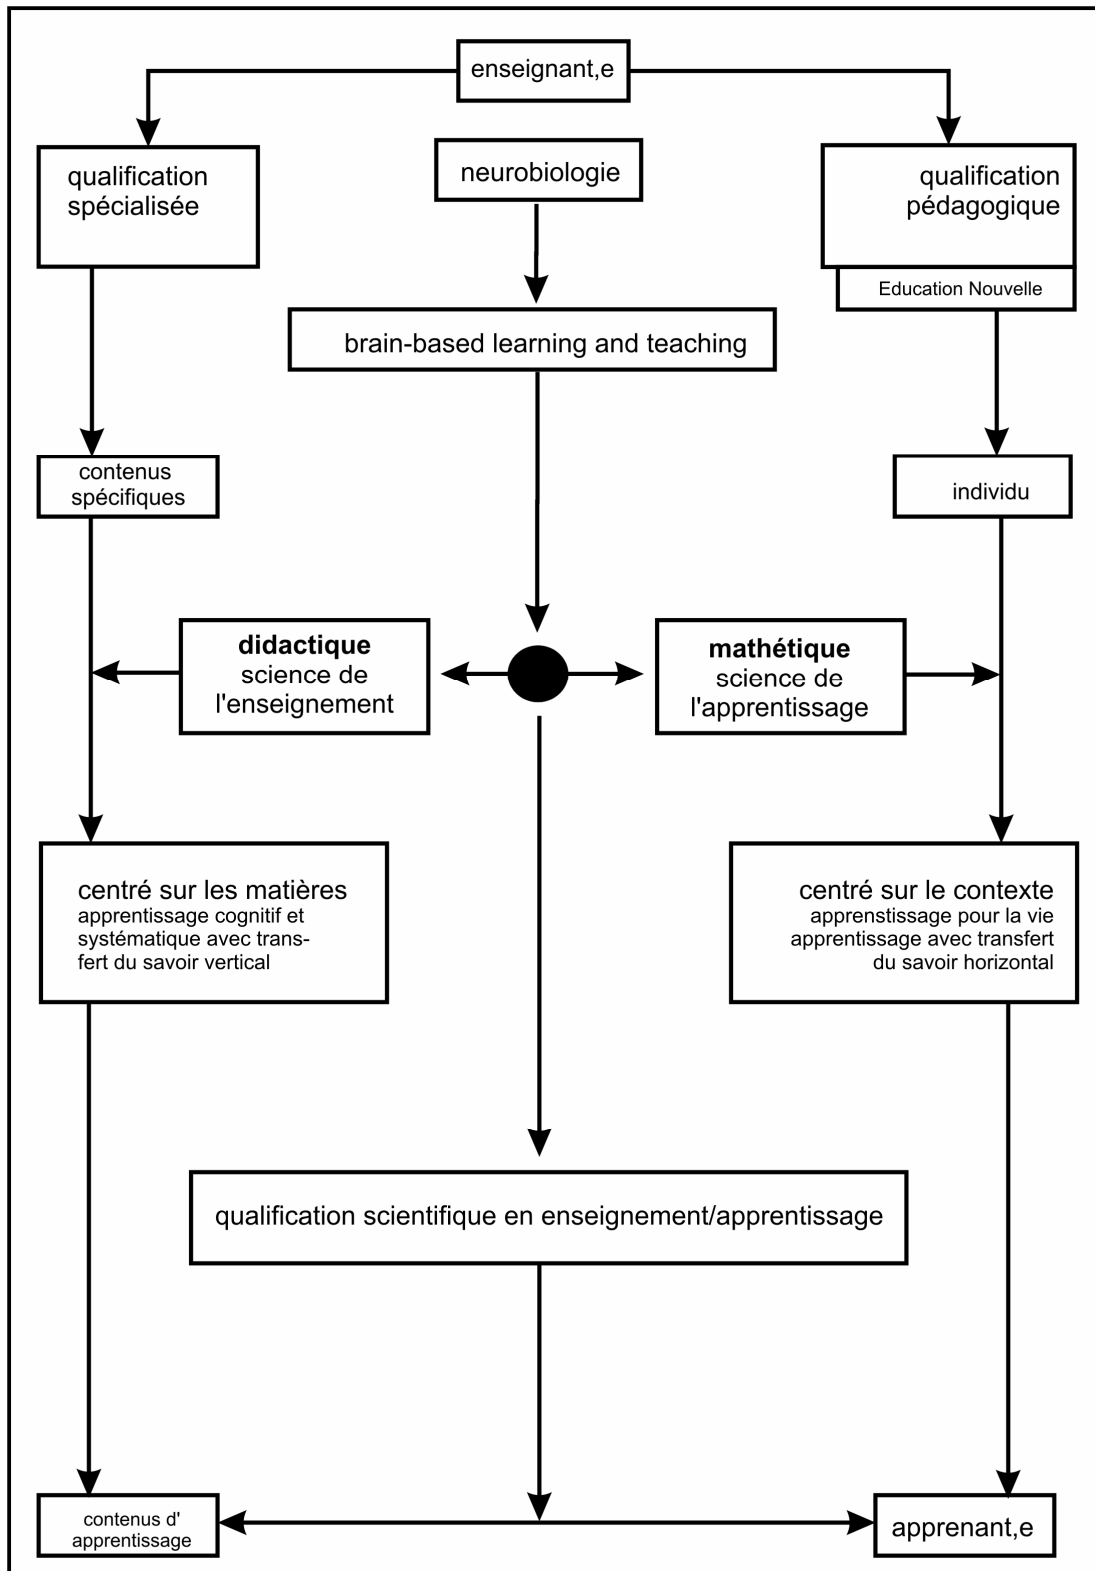 enseignant,e
qualification
spécialisée
neurobiologie
qualification
pédagogique
Education Nouvelle
brain-based learning and teaching
contenus
spécifiques
individu
didactique
science de
l'enseignement
mathétique
science de
l'apprentissage
centré sur les matières
apprentissage cognitif et
systématique avec trans-
fert du savoir vertical
centré sur le contexte
apprenstissage pour la vie
apprentissage avec transfert
du savoir horizontal
qualification scientifique en enseignement/apprentissage
contenus d'
apprentissage
apprenant,e